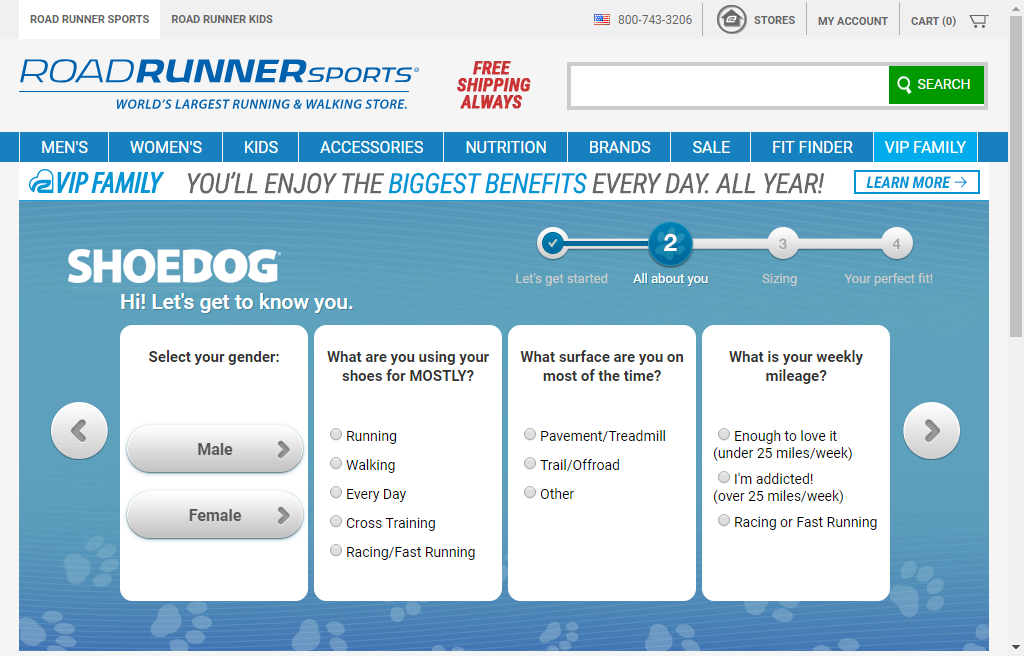 ROAD RUNNER SPORTS
ROAD RUNNER KIDS
800-743-3206
STORES
MY ACCOUNT
CART (0)
ROADRUNNERSPORTS®
WORLD'S LARGEST RUNNING & WALKING STORE.
FREE
SHIPPING
ALWAYS
SEARCH
MEN'S
WOMEN'S
KIDS
ACCESSORIES
NUTRITION
BRANDS
SALE
FIT FINDER
VIP FAMILY
VIP FAMILY
YOU'LL ENJOY THE BIGGEST BENEFITS EVERY DAY. ALL YEAR!
LEARN MORE →
2
3
4
Let's get started
All about you
Sizing
Your perfect fit!
SHOEDOG
Hi! Let's get to know you.
Select your gender:
Male
Female
What are you using your
shoes for MOSTLY?
Running
Walking
Every Day
Cross Training
Racing/Fast Running
What surface are you on
most of the time?
Pavement/Treadmill
Trail/Offroad
Other
What is your weekly
mileage?
Enough to love it
(under 25 miles/week)
I'm addicted!
(over 25 miles/week)
Racing or Fast Running